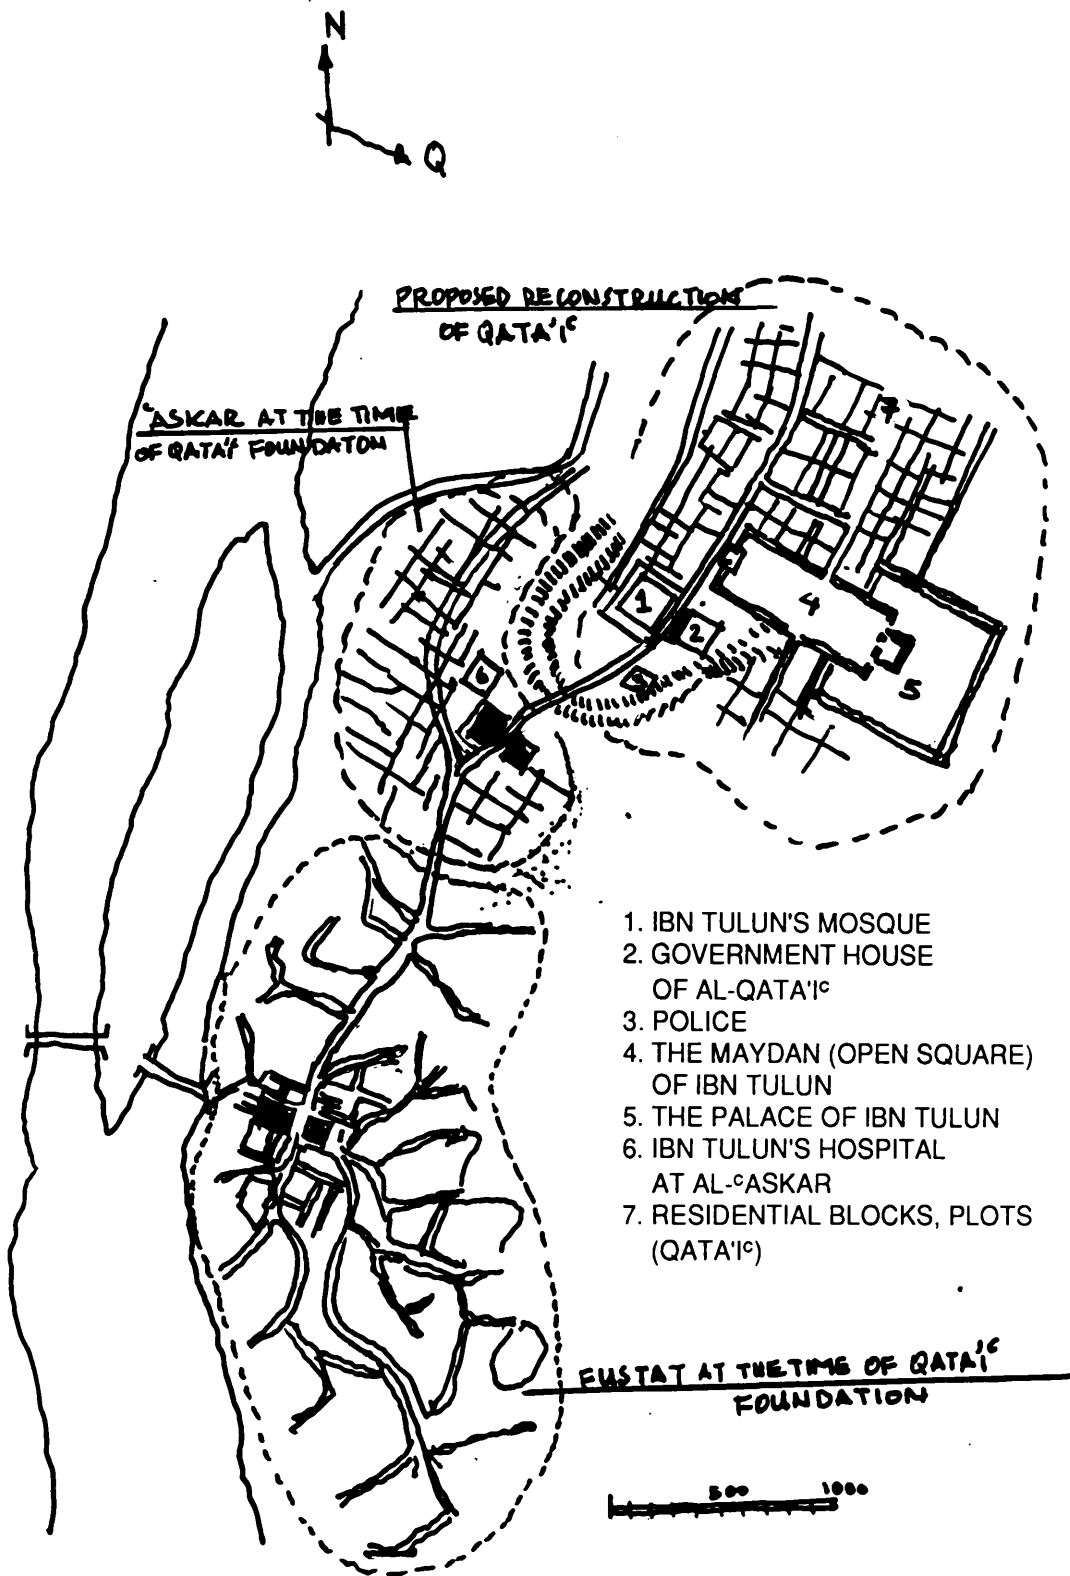 N
Q
PROPOSED RECONSTRUCTION
OF QATA'Iᶜ
ᶜASKAR AT THE TIME
OF QATA'Iᶜ FOUNDATON
7
1
4
2
6
5
1. IBN TULUN'S MOSQUE
2. GOVERNMENT HOUSE
OF AL-QATA'Iᶜ
3. POLICE
4. THE MAYDAN (OPEN SQUARE)
OF IBN TULUN
5. THE PALACE OF IBN TULUN
6. IBN TULUN'S HOSPITAL
AT AL-ᶜASKAR
7. RESIDENTIAL BLOCKS, PLOTS
(QATA'Iᶜ)
FUSTAT AT THE TIME OF QATA'Iᶜ
FOUNDATION
500 1000